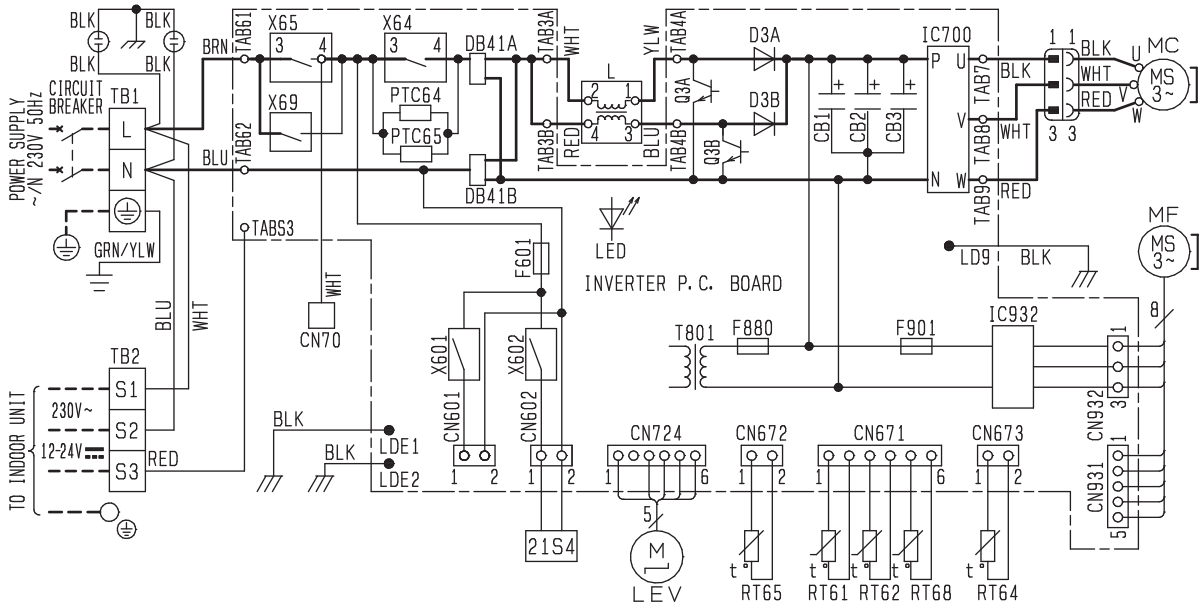 BLK BLK
BLK BLK
CIRCUIT
BREAKER
POWER SUPPLY
~/N 230V 50Hz
TB1
L
N
GRN/YLW
BRN
BLU
TAB61
TAB62
TABS3
X65
3 4
X69
X64
3 4
PTC64
PTC65
DB41A
DB41B
TAB3A
WHT
TAB3B
RED
L
2 1
4 3
YLW
TAB4A
BLU
TAB4B
Q3A
Q3B
D3A
D3B
CB1
+
CB2
+
CB3
+
IC700
P U
V
N W
TAB7
BLK
TAB8
WHT
TAB9
RED
1 1
3 3
BLK
WHT
RED
U
V
W
MC
MS
3~
LED
INVERTER P.C. BOARD
LD9 BLK
MF
MS
3~
8
BLU
WHT
TB2
S1
S2
S3
RED
TO INDOOR UNIT
230V~
12-24V
WHT
CN70
BLK
LDE1
BLK
LDE2
F601
X601
X602
CN601
1 2
CN602
1 2
21S4
T801
F880
F901
IC932
CN932
1
3
CN931
1
5
CN724
1 6
5
M
LEV
CN672
1 2
t°
RT65
CN671
1 6
t° t° t°
RT61 RT62 RT68
CN673
1 2
t°
RT64